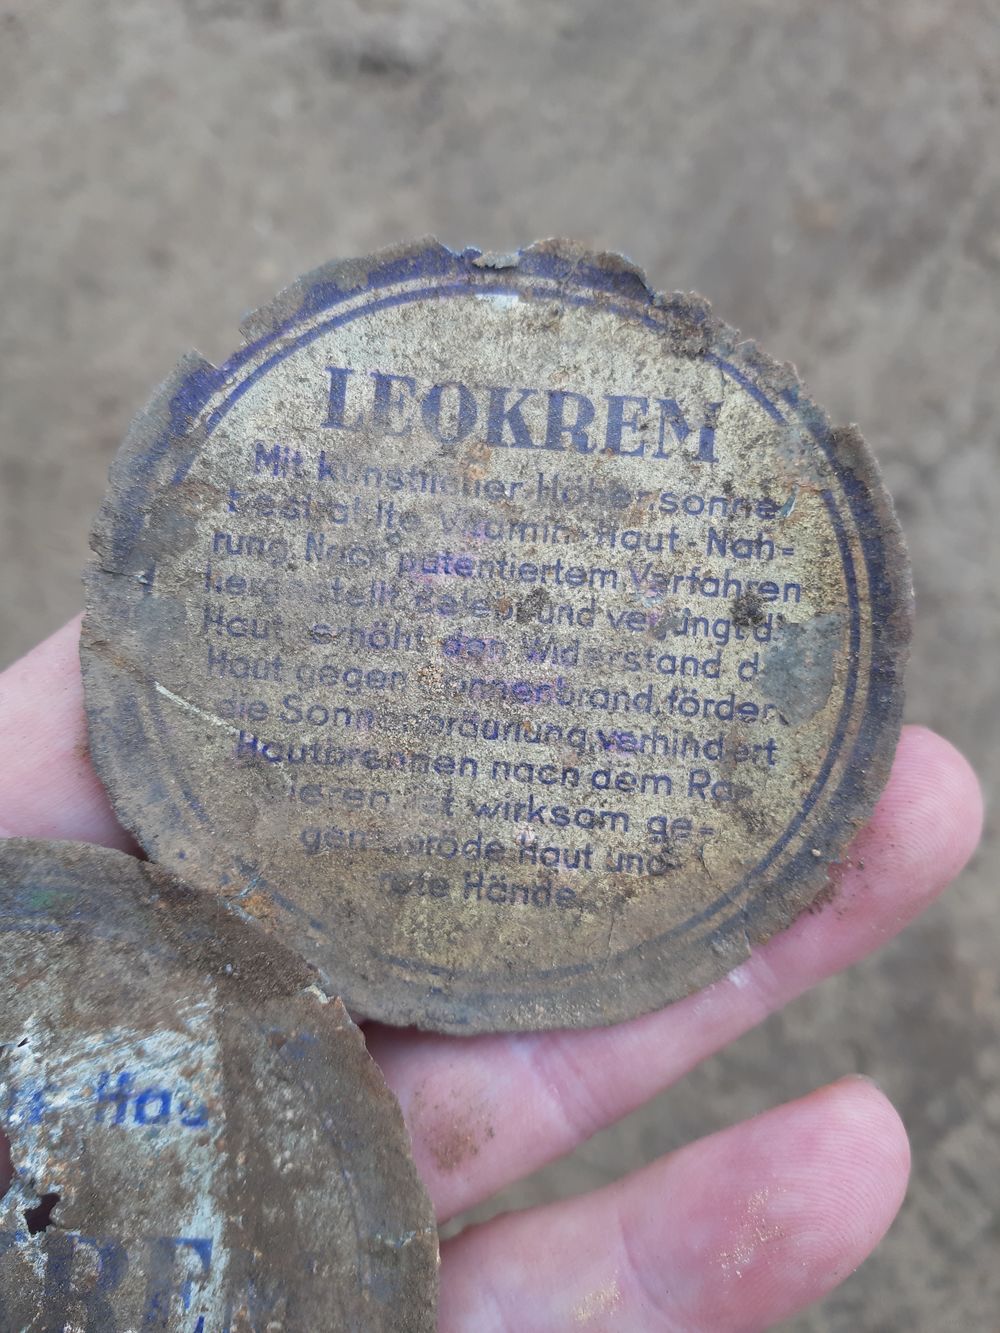 LEOKREM
Mit künstlicher Höhensonne
bestrahlte Vitamin-Haut-Nah-
rung. Nach patentiertem Verfahren
hergestellt. Belebt und verjüngt d.
Haut, erhöht den Widerstand d.
Haut gegen Sonnenbrand, fördert
die Sonnenbräunung, verhindert
Hautbrennen nach dem Ra-
sieren. Ist wirksam ge-
gen spröde Haut und
rote Hände.
Hau
RE